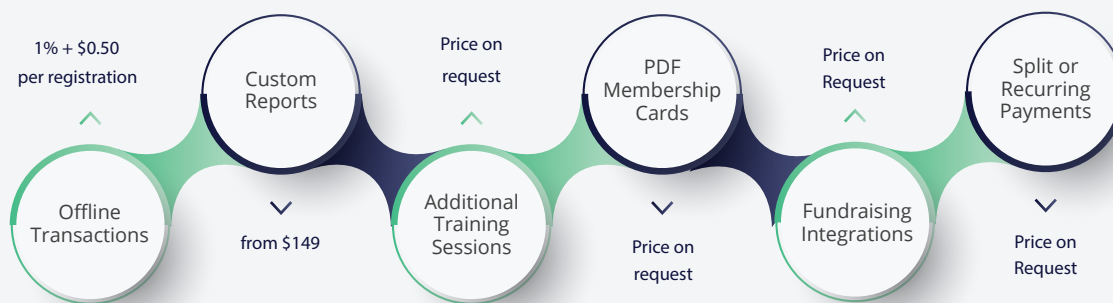 1% + $0.50
per registration
Offline
Transactions
Custom
Reports
from $149
Price on
request
Additional
Training
Sessions
PDF
Membership
Cards
Price on
request
Price on
Request
Fundraising
Integrations
Split or
Recurring
Payments
Price on
Request